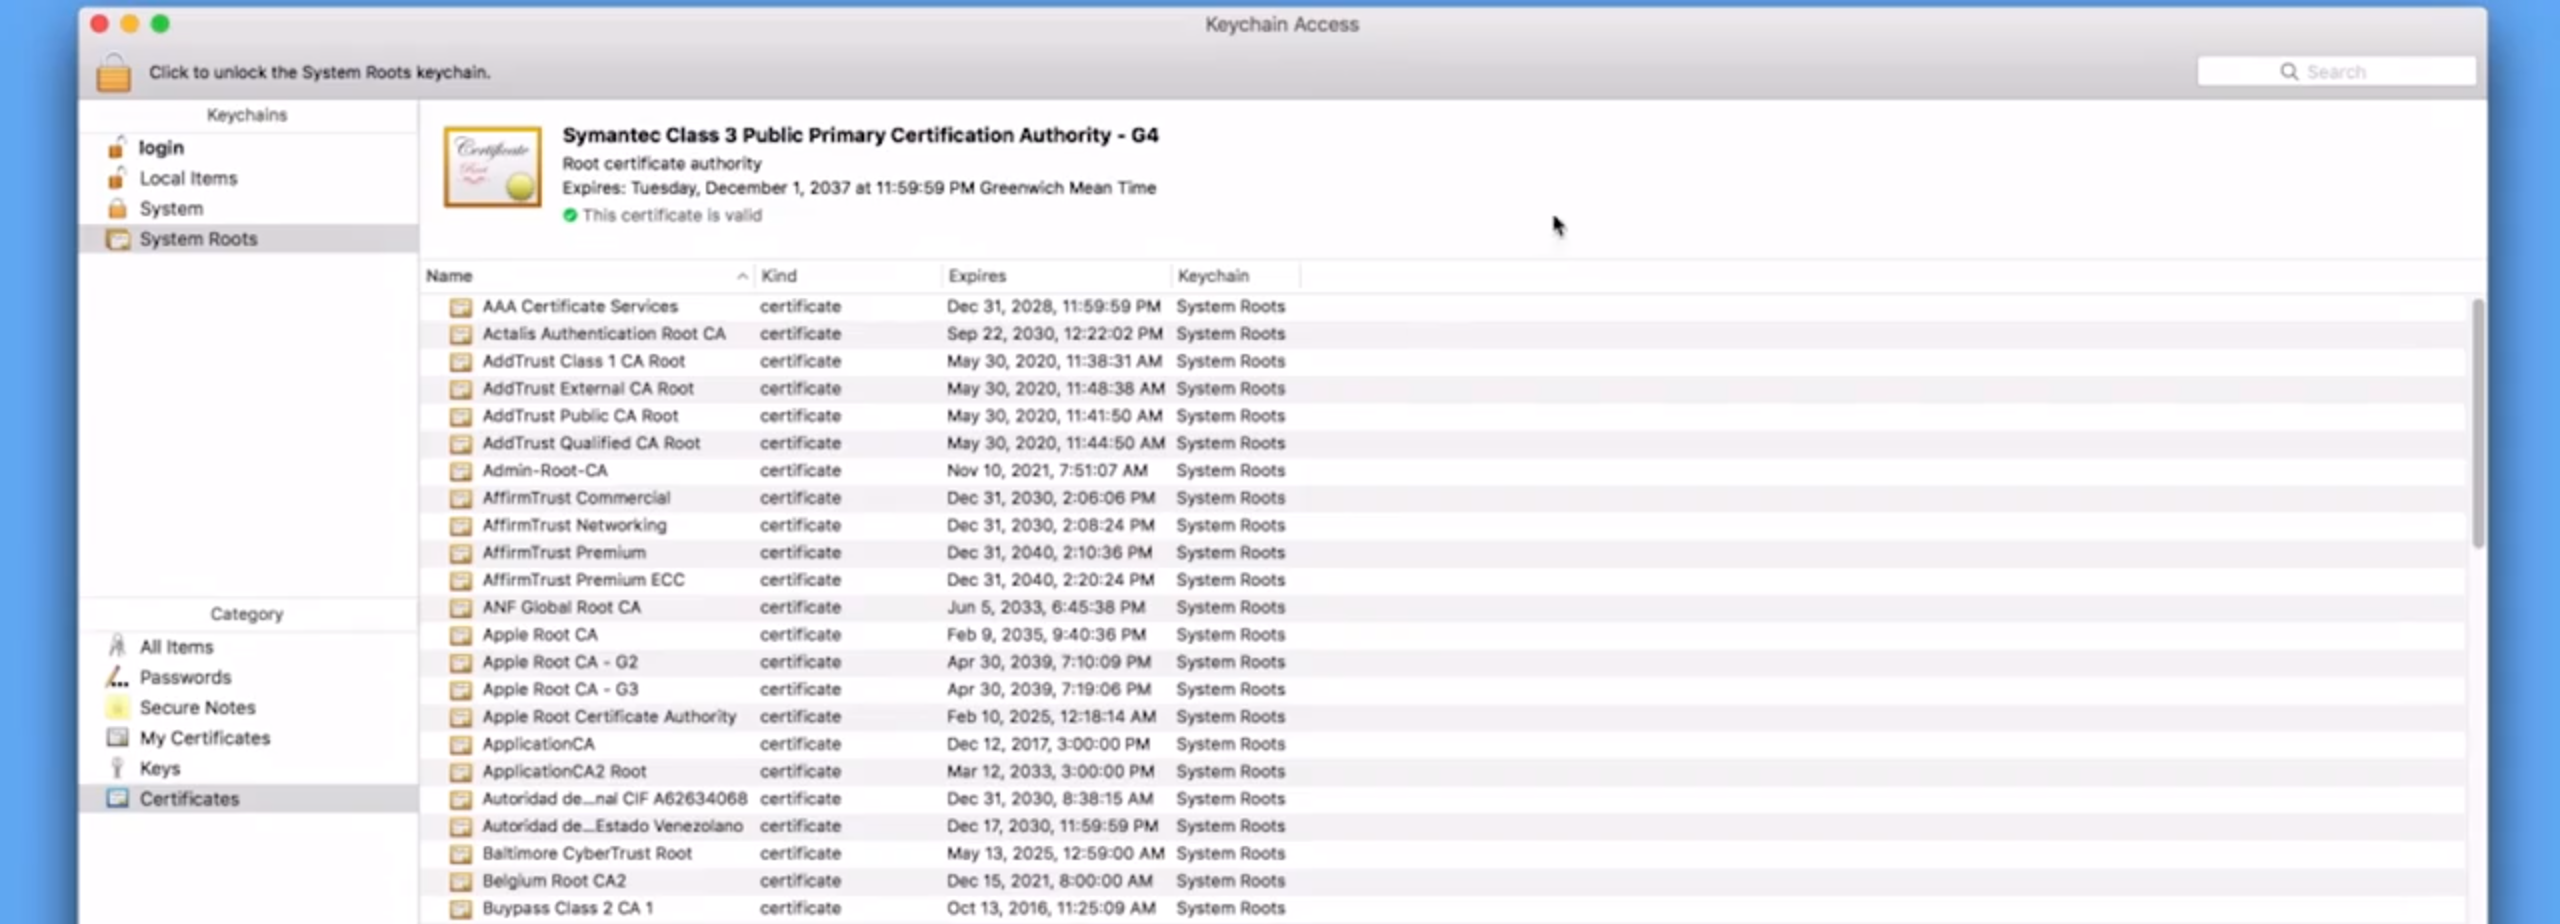 Keychain Access
Click to unlock the System Roots keychain.
Search
Keychains
login
Local Items
System
System Roots
Category
All Items
Passwords
Secure Notes
My Certificates
Keys
Certificates
Certificate
Root
Symantec Class 3 Public Primary Certification Authority - G4
Root certificate authority
Expires: Tuesday, December 1, 2037 at 11:59:59 PM Greenwich Mean Time
This certificate is valid
Name Kind Expires Keychain
AAA Certificate Services certificate Dec 31, 2028, 11:59:59 PM System Roots
Actalis Authentication Root CA certificate Sep 22, 2030, 12:22:02 PM System Roots
AddTrust Class 1 CA Root certificate May 30, 2020, 11:38:31 AM System Roots
AddTrust External CA Root certificate May 30, 2020, 11:48:38 AM System Roots
AddTrust Public CA Root certificate May 30, 2020, 11:41:50 AM System Roots
AddTrust Qualified CA Root certificate May 30, 2020, 11:44:50 AM System Roots
Admin-Root-CA certificate Nov 10, 2021, 7:51:07 AM System Roots
AffirmTrust Commercial certificate Dec 31, 2030, 2:06:06 PM System Roots
AffirmTrust Networking certificate Dec 31, 2030, 2:08:24 PM System Roots
AffirmTrust Premium certificate Dec 31, 2040, 2:10:36 PM System Roots
AffirmTrust Premium ECC certificate Dec 31, 2040, 2:20:24 PM System Roots
ANF Global Root CA certificate Jun 5, 2033, 6:45:38 PM System Roots
Apple Root CA certificate Feb 9, 2035, 9:40:36 PM System Roots
Apple Root CA - G2 certificate Apr 30, 2039, 7:10:09 PM System Roots
Apple Root CA - G3 certificate Apr 30, 2039, 7:19:06 PM System Roots
Apple Root Certificate Authority certificate Feb 10, 2025, 12:18:14 AM System Roots
ApplicationCA certificate Dec 12, 2017, 3:00:00 PM System Roots
ApplicationCA2 Root certificate Mar 12, 2033, 3:00:00 PM System Roots
Autoridad de...nal CIF A62634068 certificate Dec 31, 2030, 8:38:15 AM System Roots
Autoridad de...Estado Venezolano certificate Dec 17, 2030, 11:59:59 PM System Roots
Baltimore CyberTrust Root certificate May 13, 2025, 12:59:00 AM System Roots
Belgium Root CA2 certificate Dec 15, 2021, 8:00:00 AM System Roots
Buypass Class 2 CA 1 certificate Oct 13, 2016, 11:25:09 AM System Roots